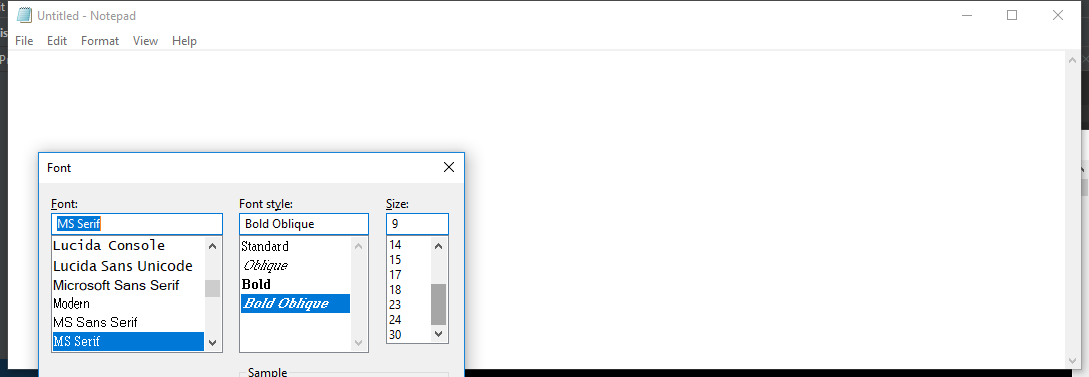 Untitled - Notepad
File Edit Format View Help
Font
Font: Font style: Size:
MS Serif Bold Oblique 9
Lucida Console
Lucida Sans Unicode
Microsoft Sans Serif
Modern
MS Sans Serif
MS Serif
Standard
Oblique
Bold
Bold Oblique
14
15
17
18
23
24
30
Sample